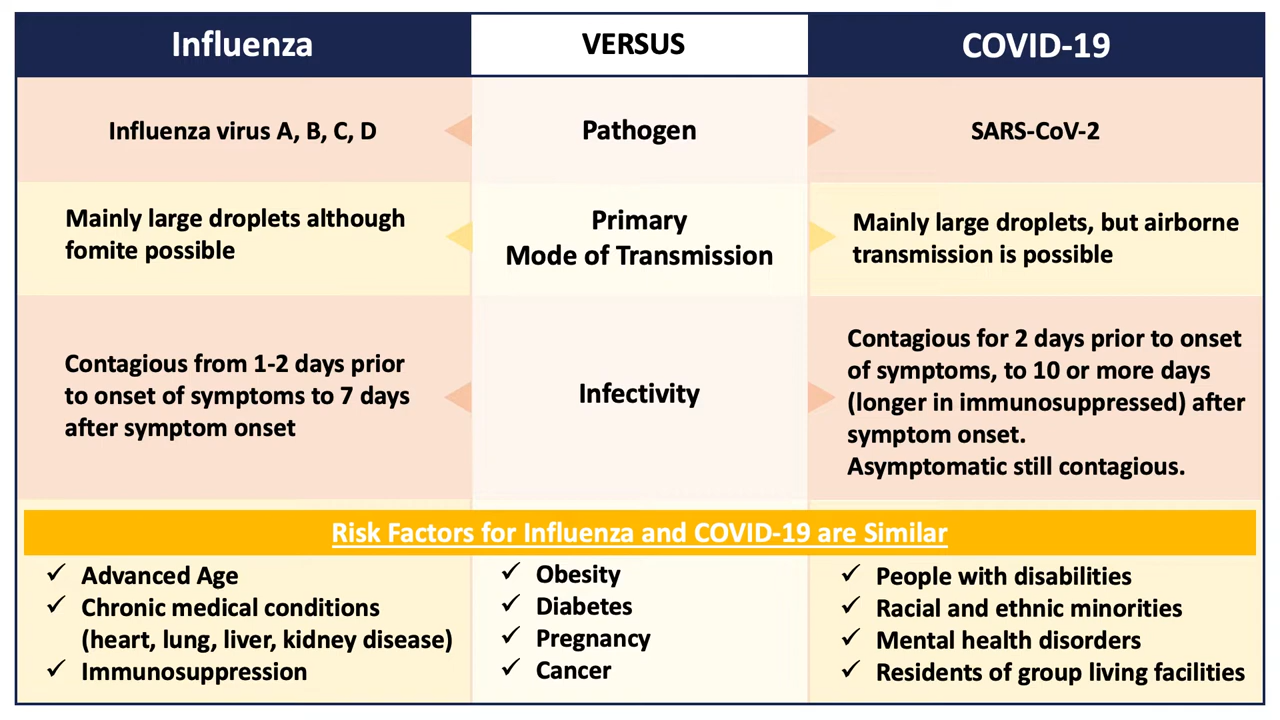 Influenza
VERSUS
COVID-19
Influenza virus A, B, C, D
Pathogen
SARS-CoV-2
Mainly large droplets although
fomite possible
Primary
Mode of Transmission
Mainly large droplets, but airborne
transmission is possible
Contagious from 1-2 days prior
to onset of symptoms to 7 days
after symptom onset
Infectivity
Contagious for 2 days prior to onset
of symptoms, to 10 or more days
(longer in immunosuppressed) after
symptom onset.
Asymptomatic still contagious.
Risk Factors for Influenza and COVID-19 are Similar
✓ Advanced Age
✓ Chronic medical conditions
(heart, lung, liver, kidney disease)
✓ Immunosuppression
✓ Obesity
✓ Diabetes
✓ Pregnancy
✓ Cancer
✓ People with disabilities
✓ Racial and ethnic minorities
✓ Mental health disorders
✓ Residents of group living facilities